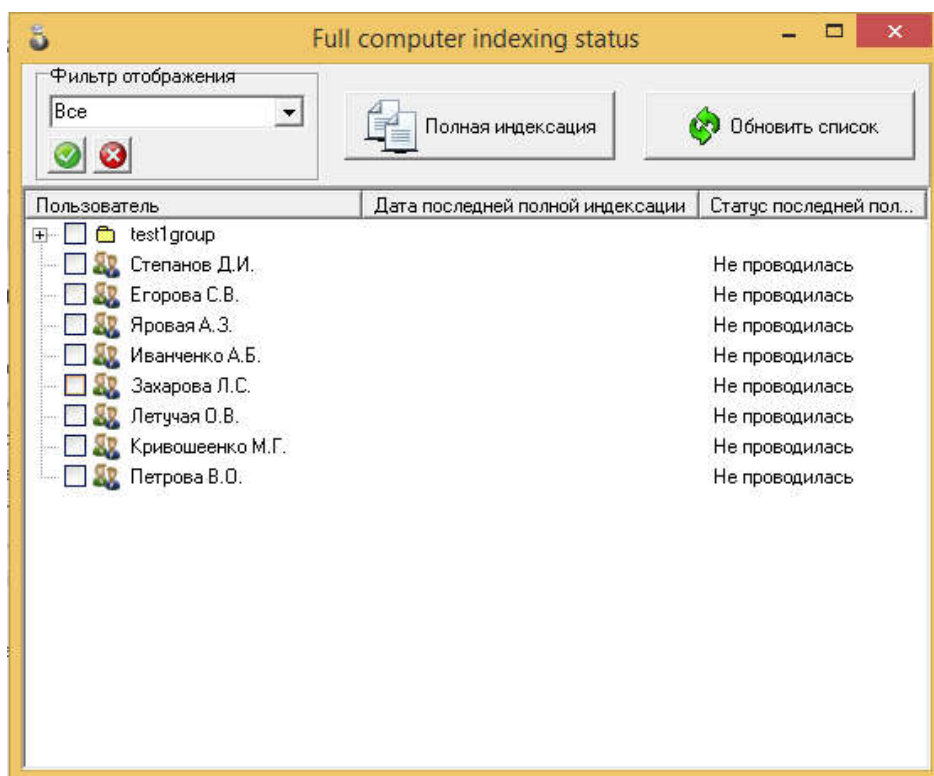 Full computer indexing status
Фильтр отображения
Все
Полная индексация
Обновить список
Пользователь Дата последней полной индексации Статус последней пол...
test1group
Степанов Д.И. Не проводилась
Егорова С.В. Не проводилась
Яровая А.З. Не проводилась
Иванченко А.Б. Не проводилась
Захарова Л.С. Не проводилась
Летучая О.В. Не проводилась
Кривошеенко М.Г. Не проводилась
Петрова В.О. Не проводилась